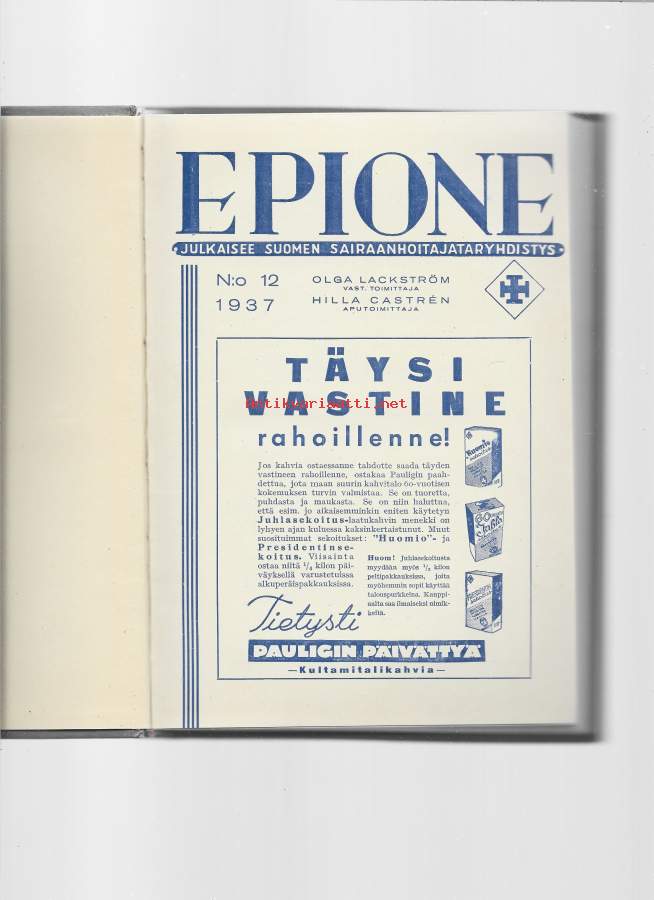 EPIONE
JULKAISEE SUOMEN SAIRAANHOITAJATARYHDISTYS
N:o 12
1937
OLGA LACKSTRÖM
VAST. TOIMITTAJA
HILLA CASTRÉN
APUTOIMITTAJA
TÄYSI
VASTINE
Antikvariaatti.net
rahoillenne!
Jos kahvia ostaessanne tahdotte saada täyden
vastineen rahoillenne, ostakaa Pauligin paah-
dettua, jota maan suurin kahvitalo 60-vuotisen
kokemuksen turvin valmistaa. Se on tuoretta,
puhdasta ja maukasta. Se on niin haluttua,
että esim. jo aikaisemminkin eniten käytetyn
Juhlasekoitus-laatukahvin menekki on
lyhyen ajan kuluessa kaksinkertaistunut. Muut
suosituimmat sekoitukset: "Huomio"- ja
Presidentinse-
koitus. Viisainta
ostaa niitä 1/4 kilon päi-
väyksellä varustetuissa
alkuperäispakkauksissa.
Huom! Juhlasekoitusta
myydään myös 1/2 kilon
peltipakkauksissa, joita
myöhemmin sopii käyttää
talouspurkkeina. Kauppi-
aalta saa ilmaiseksi nimik-
keitä.
Huomio
Juhla
PRESIDENTTI
Tietysti
PAULIGIN PÄIVÄTTYÄ
—Kultamitalikahvia—